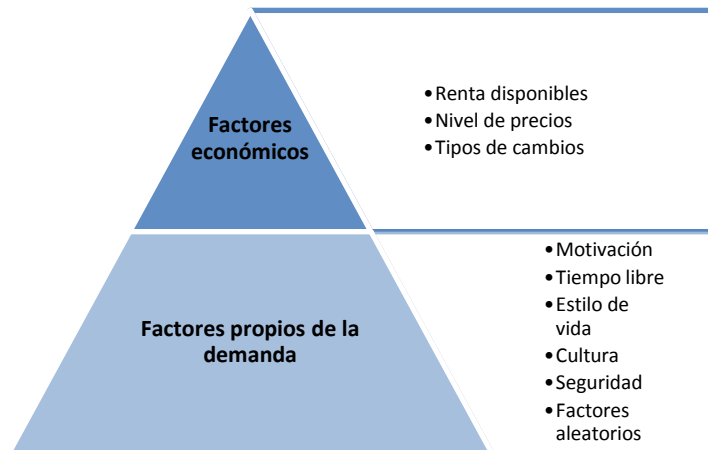 Factores
económicos
•Renta disponibles
•Nivel de precios
•Tipos de cambios
Factores propios de la
demanda
•Motivación
•Tiempo libre
•Estilo de
vida
•Cultura
•Seguridad
•Factores
aleatorios